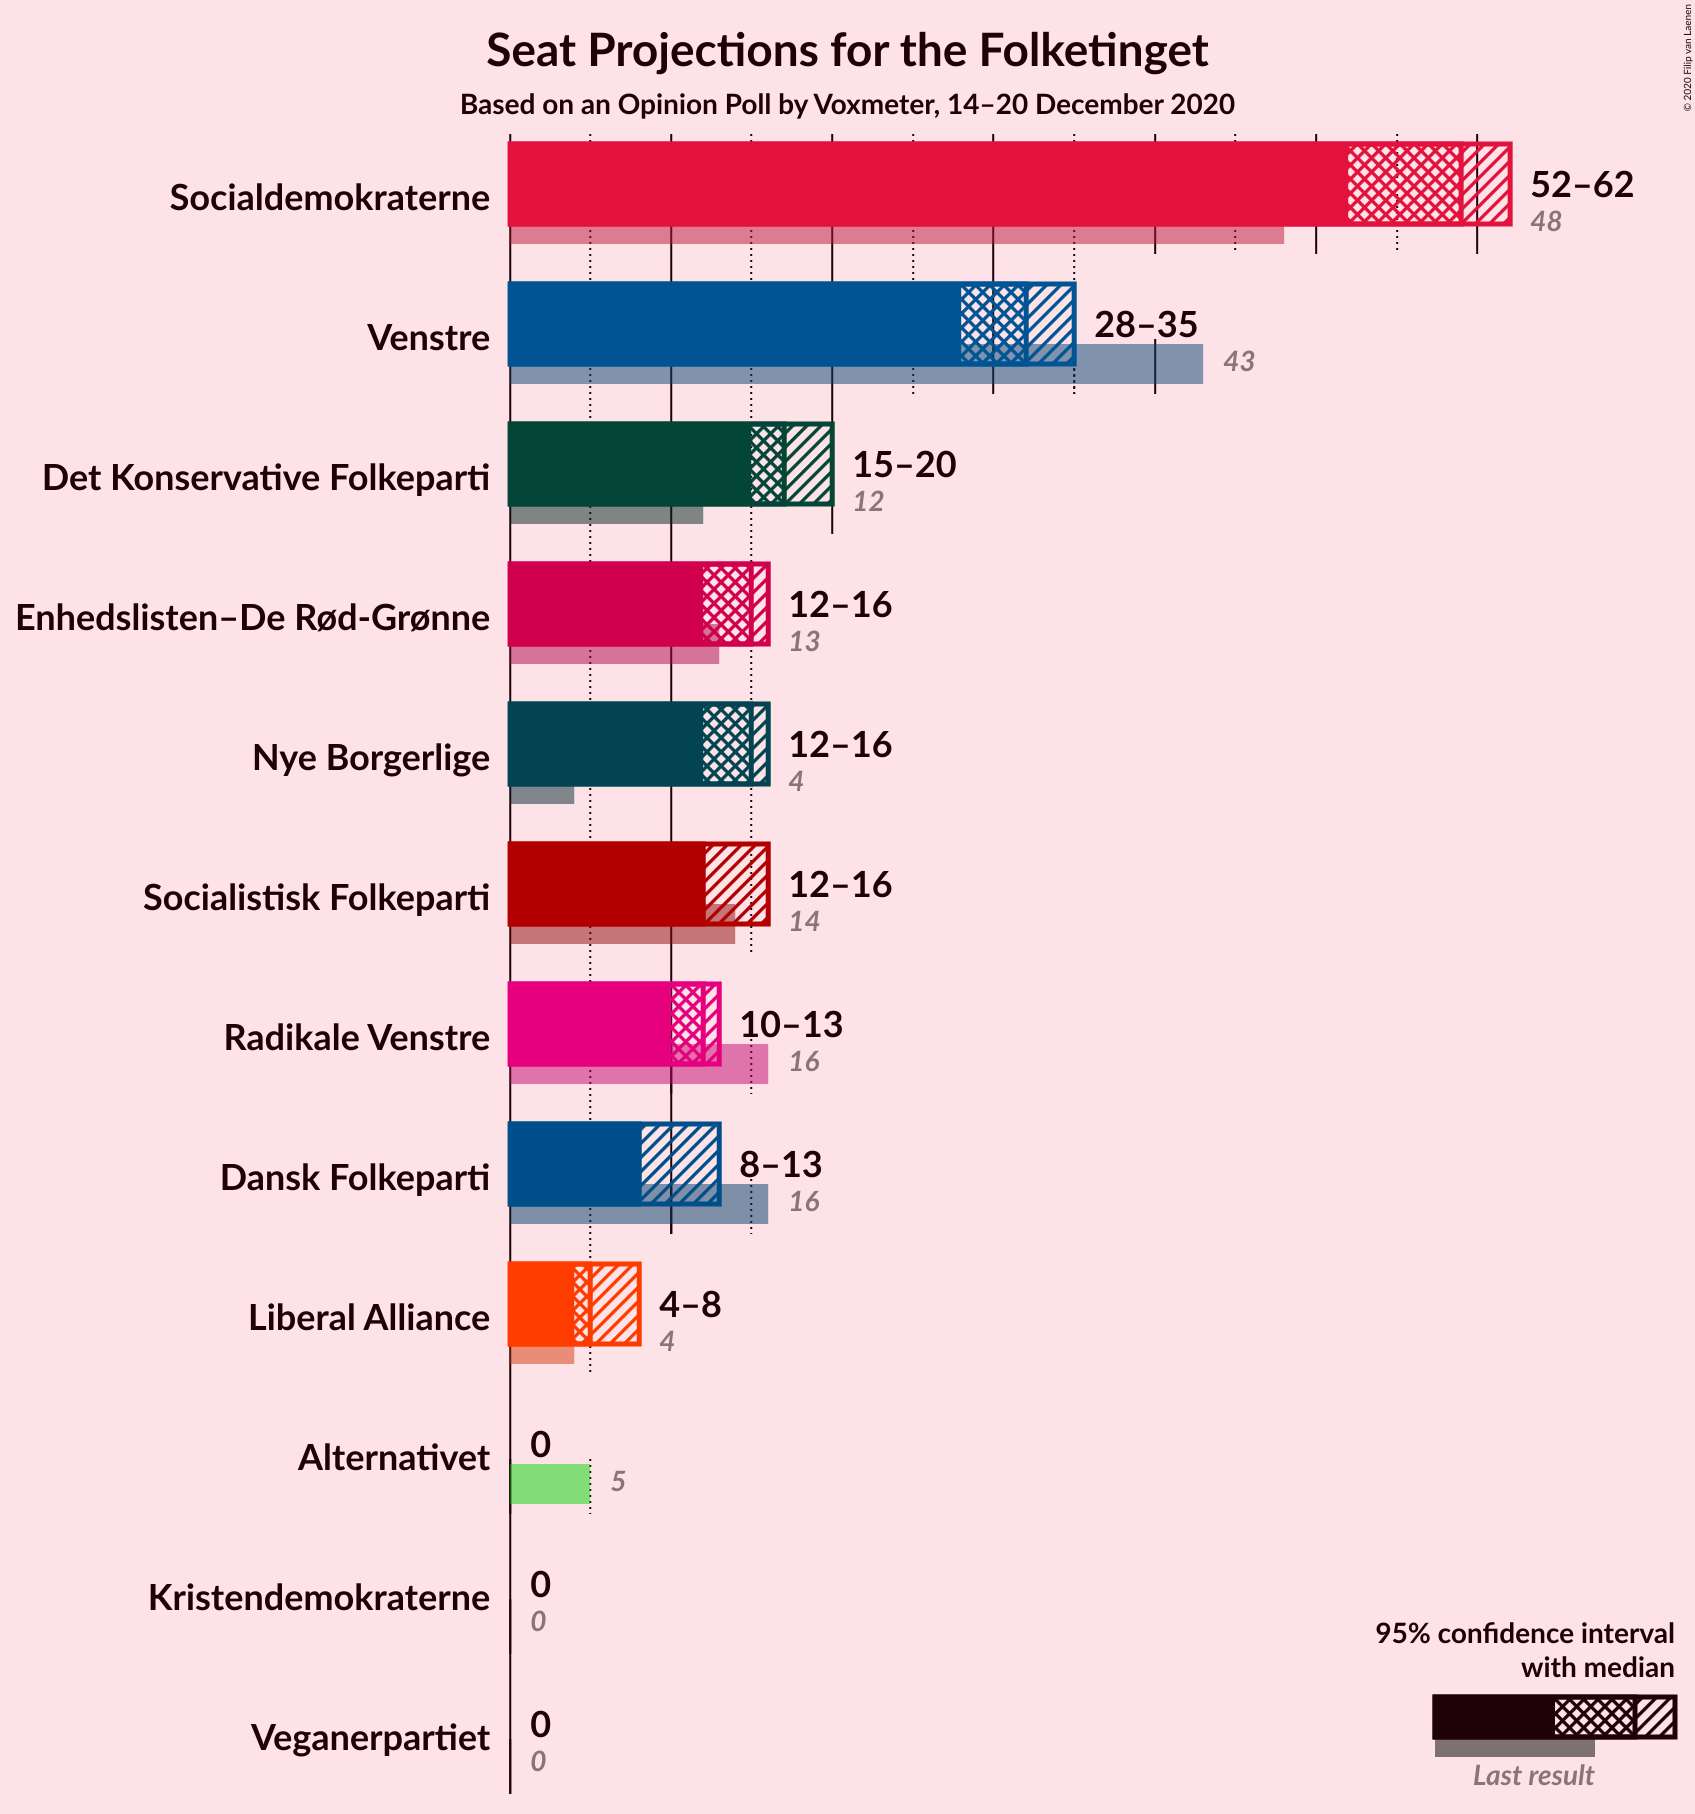 Seat Projections for the Folketinget
Based on an Opinion Poll by Voxmeter, 14–20 December 2020
© 2020 Filip van Laenen
Socialdemokraterne
52–62
48
Venstre
28–35
43
Det Konservative Folkeparti
15–20
12
Enhedslisten–De Rød-Grønne
12–16
13
Nye Borgerlige
12–16
4
Socialistisk Folkeparti
12–16
14
Radikale Venstre
10–13
16
Dansk Folkeparti
8–13
16
Liberal Alliance
4–8
4
Alternativet
0
5
Kristendemokraterne
0
0
Veganerpartiet
0
0
95% confidence interval
with median
Last result